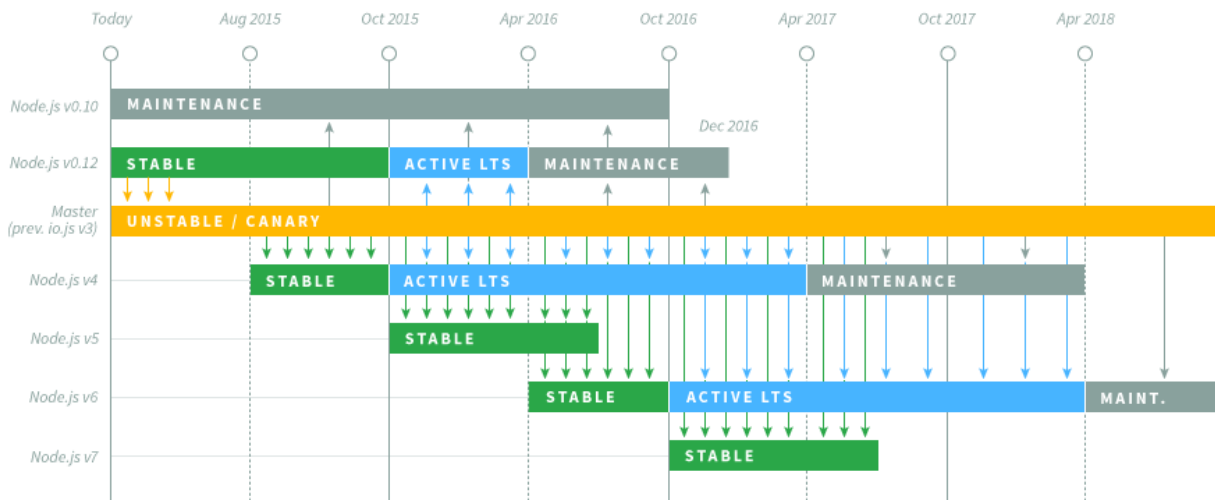 Today Aug 2015 Oct 2015 Apr 2016 Oct 2016 Apr 2017 Oct 2017 Apr 2018
Node.js v0.10 MAINTENANCE
Dec 2016
Node.js v0.12 STABLE ACTIVE LTS MAINTENANCE
Master
(prev. io.js v3) UNSTABLE / CANARY
Node.js v4 STABLE ACTIVE LTS MAINTENANCE
Node.js v5 STABLE
Node.js v6 STABLE ACTIVE LTS MAINT.
Node.js v7 STABLE